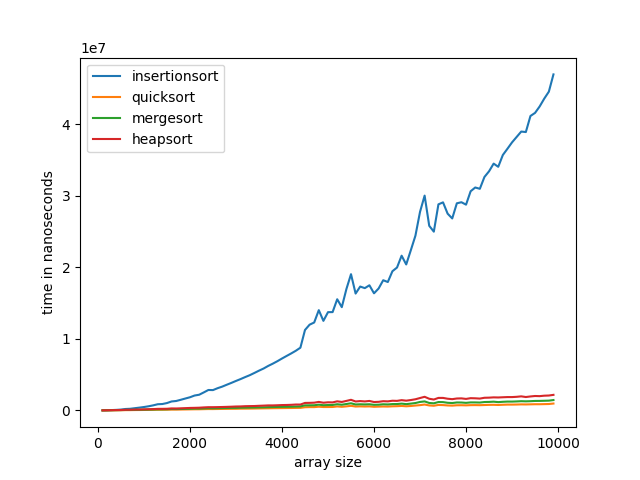 1e7
insertionsort
quicksort
mergesort
heapsort
4
3
2
1
0
time in nanoseconds
0 2000 4000 6000 8000 10000
array size